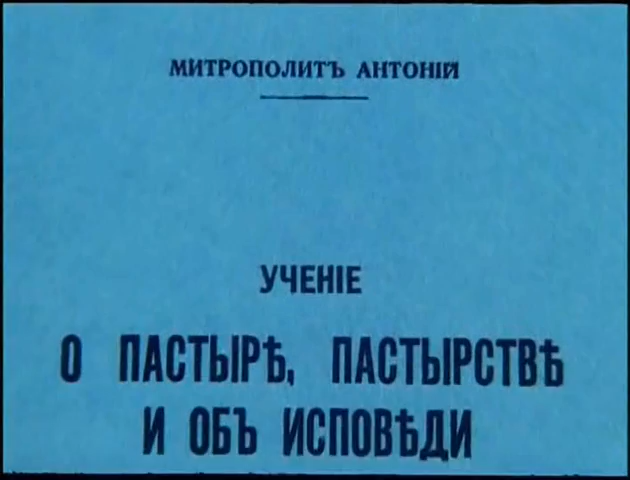 МИТРОПОЛИТЪ АНТОНІЙ
УЧЕНІЕ
О ПАСТЫРѢ, ПАСТЫРСТВѢ
И ОБЪ ИСПОВѢДИ